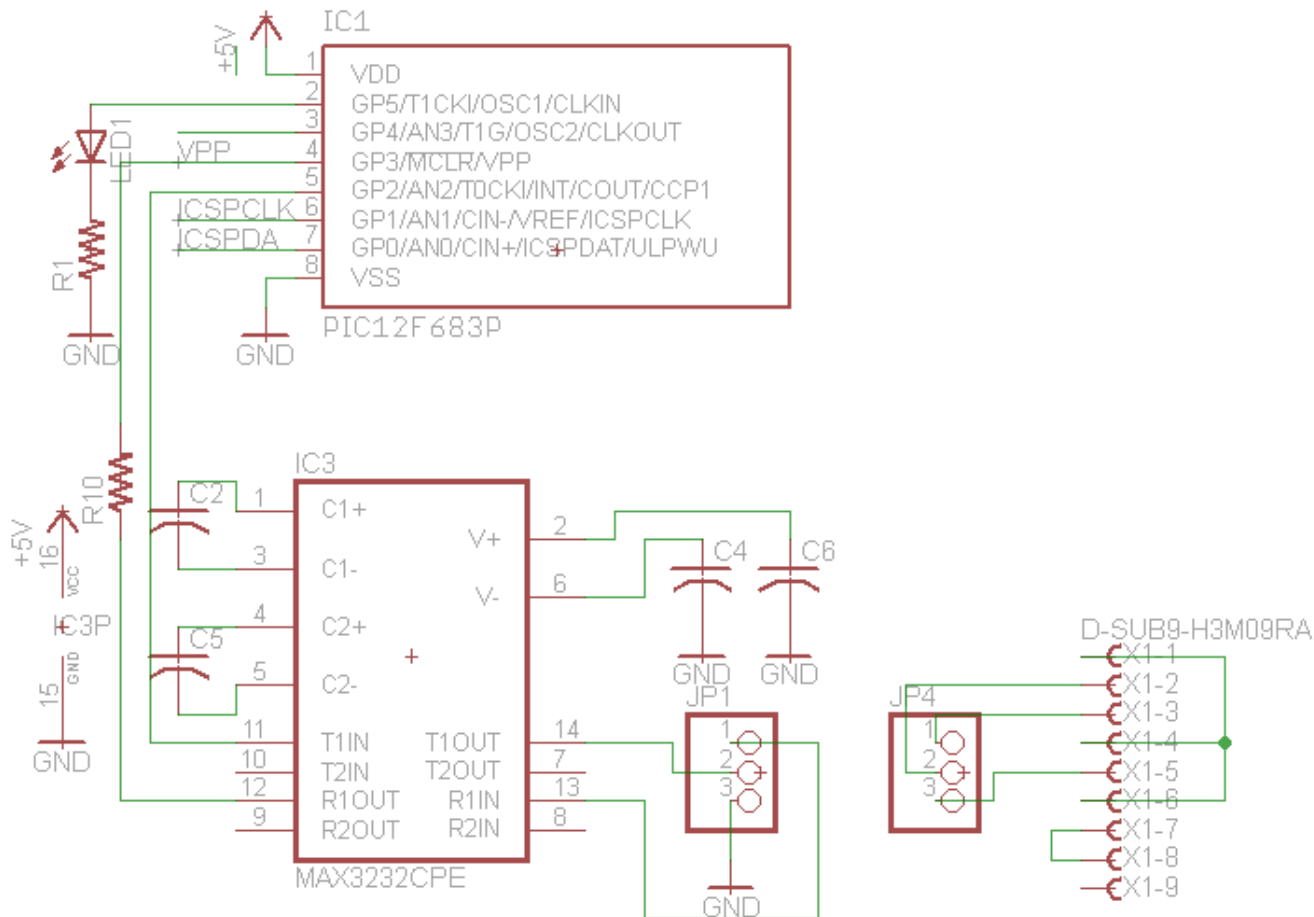 IC1
+5V
1 VDD
2 GP5/T1CKI/OSC1/CLKIN
3 GP4/AN3/T1G/OSC2/CLKOUT
4 GP3/MCLR/VPP
5 GP2/AN2/T0CKI/INT/COUT/CCP1
6 GP1/AN1/CIN-/VREF/ICSPCLK
7 GP0/AN0/CIN+/ICSPDAT/ULPWU
8 VSS
PIC12F683P
LED1
VPP
ICSPCLK
ICSPDA
R1
GND
GND
R10
+5V
16 VCC
IC3P
15 GND
GND
IC3
C2
C5
1 C1+
3 C1-
4 C2+
5 C2-
11 T1IN
10 T2IN
12 R1OUT
9 R2OUT
V+ 2
V- 6
T1OUT 14
T2OUT 7
R1IN 13
R2IN 8
MAX3232CPE
C4
C6
GND
GND
JP1
1
2
3
GND
JP4
1
2
3
D-SUB9-H3M09RA
X1-1
X1-2
X1-3
X1-4
X1-5
X1-6
X1-7
X1-8
X1-9